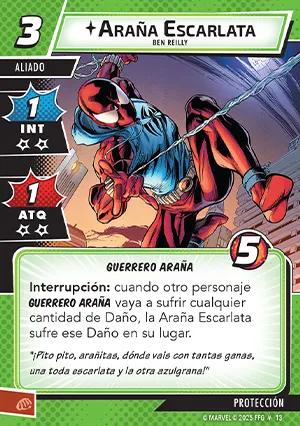 3
Araña Escarlata
BEN REILLY
ALIADO
1
INT
1
ATQ
5
GUERRERO ARAÑA
Interrupción: cuando otro personaje
GUERRERO ARAÑA vaya a sufrir cualquier
cantidad de Daño, la Araña Escarlata
sufre ese Daño en su lugar.
"¡Pito pito, arañitas, dónde vais con tantas ganas,
una toda escarlata y la otra azulgrana!"
PROTECCIÓN
© MARVEL © 2025 FFG
13